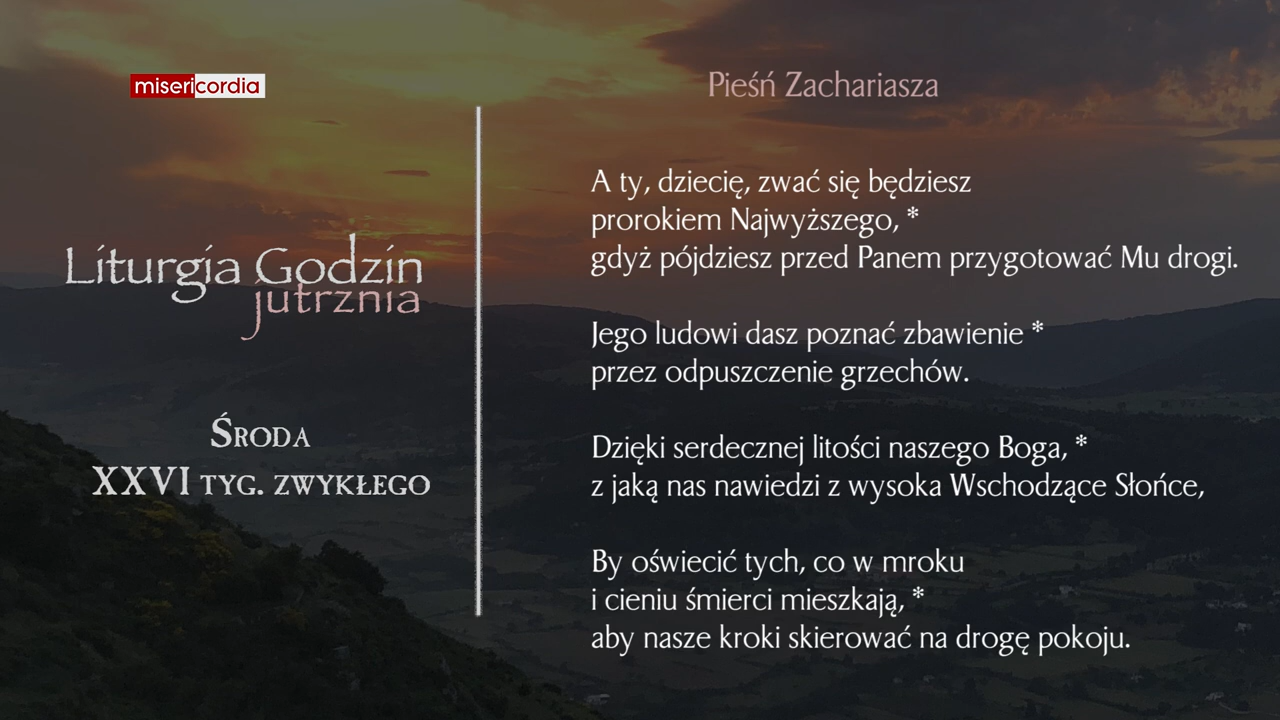 misericordia
Liturgia Godzin
jutrznia
Środa
XXVI tyg. zwykłego
Pieśń Zachariasza
A ty, dziecię, zwać się będziesz
prorokiem Najwyższego, *
gdyż pójdziesz przed Panem przygotować Mu drogi.
Jego ludowi dasz poznać zbawienie *
przez odpuszczenie grzechów.
Dzięki serdecznej litości naszego Boga, *
z jaką nas nawiedzi z wysoka Wschodzące Słońce,
By oświecić tych, co w mroku
i cieniu śmierci mieszkają, *
aby nasze kroki skierować na drogę pokoju.